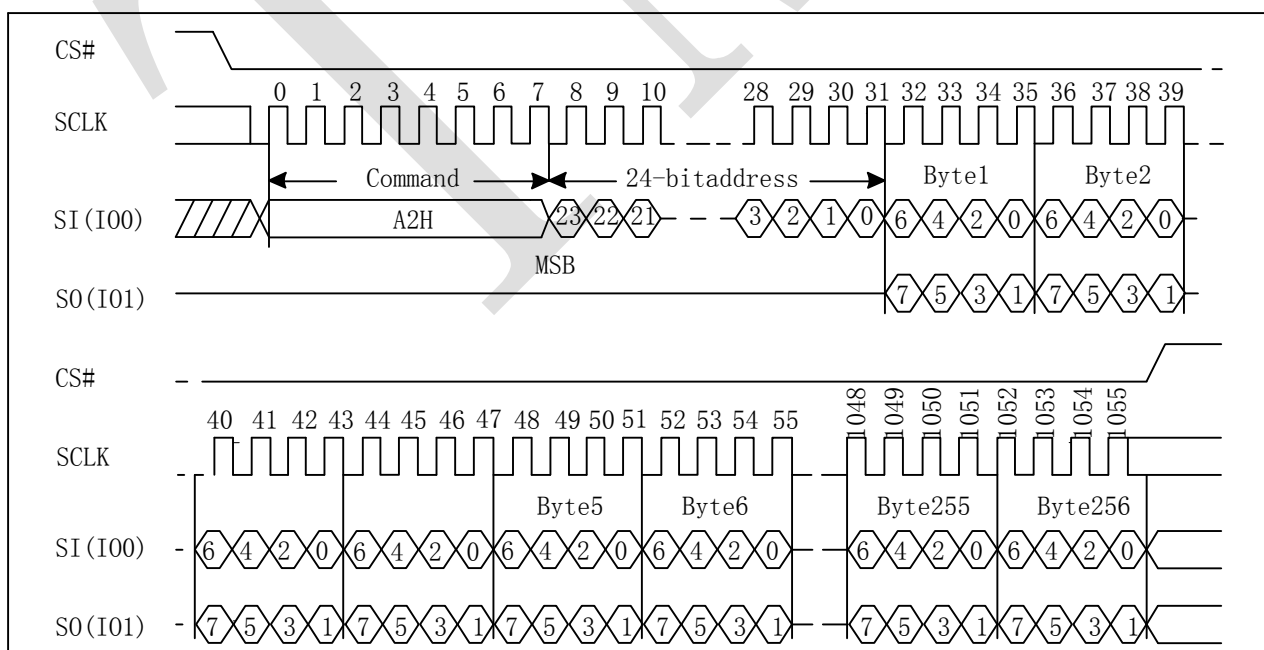 CS#
0 1 2 3 4 5 6 7 8 9 10 28 29 30 31 32 33 34 35 36 37 38 39
SCLK
Command 24-bitaddress Byte1 Byte2
SI(IO0) A2H 23 22 21 3 2 1 0 6 4 2 0 6 4 2 0
MSB
SO(IO1) 7 5 3 1 7 5 3 1
CS#
40 41 42 43 44 45 46 47 48 49 50 51 52 53 54 55 1048 1049 1050 1051 1052 1053 1054 1055
SCLK
Byte5 Byte6 Byte255 Byte256
SI(IO0) 6 4 2 0 6 4 2 0 6 4 2 0 6 4 2 0 6 4 2 0 6 4 2 0
SO(IO1) 7 5 3 1 7 5 3 1 7 5 3 1 7 5 3 1 7 5 3 1 7 5 3 1